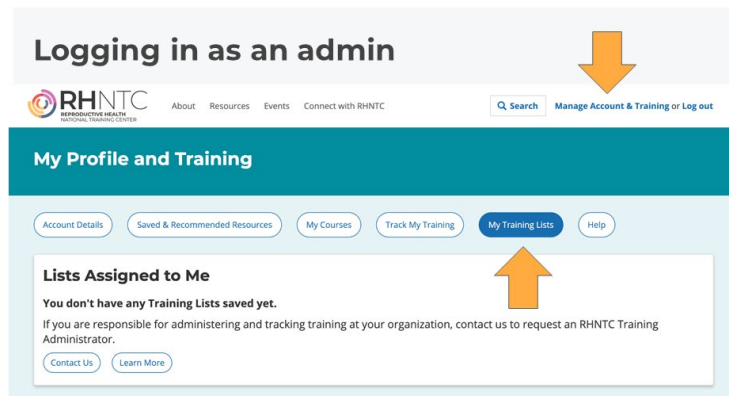 Logging in as an admin
RHNTC
REPRODUCTIVE HEALTH
NATIONAL TRAINING CENTER
About Resources Events Connect with RHNTC
Search Manage Account & Training or Log out
My Profile and Training
Account Details Saved & Recommended Resources My Courses Track My Training My Training Lists Help
Lists Assigned to Me
You don't have any Training Lists saved yet.
If you are responsible for administering and tracking training at your organization, contact us to request an RHNTC Training
Administrator.
Contact Us Learn More